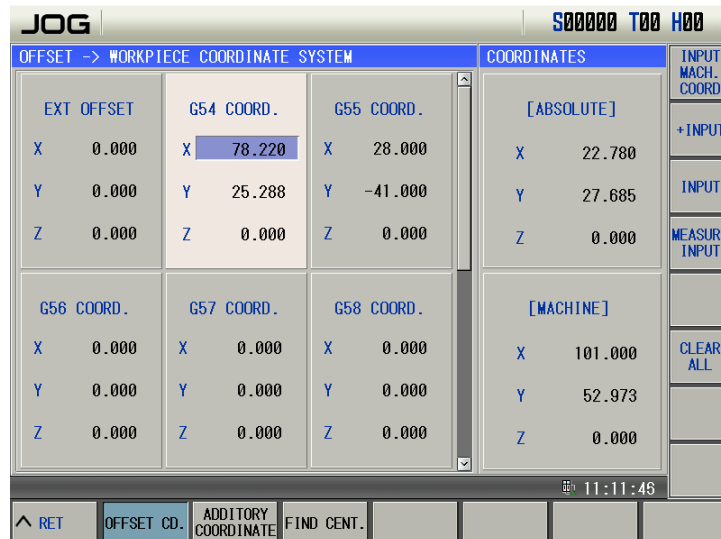 JOG S00000 T00 H00
OFFSET -> WORKPIECE COORDINATE SYSTEM
COORDINATES
EXT OFFSET G54 COORD. G55 COORD.
X 0.000 X 78.220 X 28.000
Y 0.000 Y 25.288 Y -41.000
Z 0.000 Z 0.000 Z 0.000
G56 COORD. G57 COORD. G58 COORD.
X 0.000 X 0.000 X 0.000
Y 0.000 Y 0.000 Y 0.000
Z 0.000 Z 0.000 Z 0.000
[ABSOLUTE]
X 22.780
Y 27.685
Z 0.000
[MACHINE]
X 101.000
Y 52.973
Z 0.000
INPUT
MACH.
COORD
+INPUT
INPUT
MEASUR
INPUT
CLEAR
ALL
11:11:46
RET OFFSET CD. ADDITORY
COORDINATE FIND CENT.